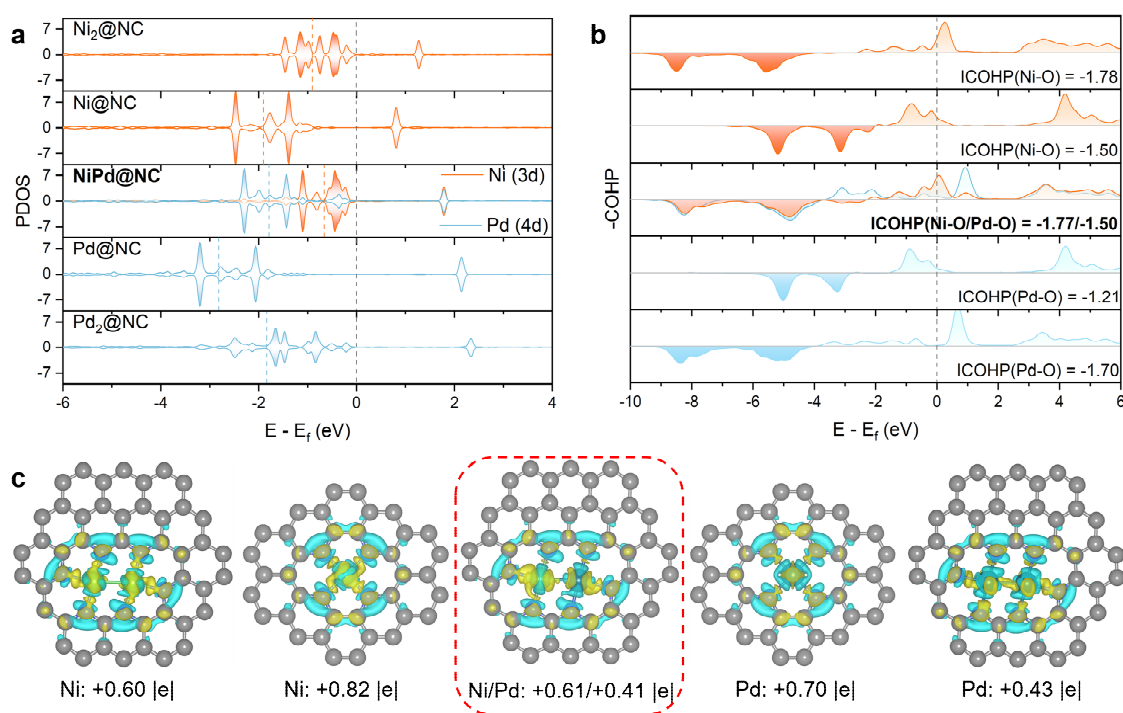 a
PDOS
7
0
-7
Ni₂@NC
7
0
-7
Ni@NC
7
0
-7
NiPd@NC
Ni (3d)
Pd (4d)
7
0
-7
Pd@NC
7
0
-7
Pd₂@NC
-6 -4 -2 0 2 4
E - E_f (eV)
b
-COHP
ICOHP(Ni-O) = -1.78
ICOHP(Ni-O) = -1.50
ICOHP(Ni-O/Pd-O) = -1.77/-1.50
ICOHP(Pd-O) = -1.21
ICOHP(Pd-O) = -1.70
-10 -8 -6 -4 -2 0 2 4 6
E - E_f (eV)
c
Ni: +0.60 |e|
Ni: +0.82 |e|
Ni/Pd: +0.61/+0.41 |e|
Pd: +0.70 |e|
Pd: +0.43 |e|